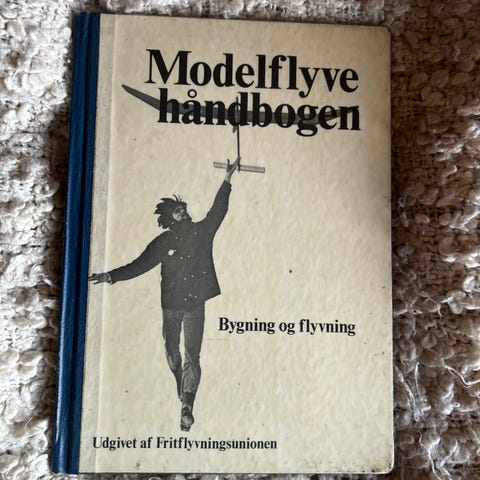 Modelflyve
håndbogen
Bygning og flyvning
Udgivet af Fritflyvningsunionen